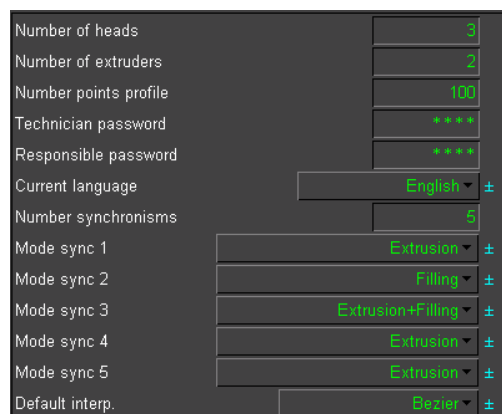 Number of heads 3
Number of extruders 2
Number points profile 100
Technician password ****
Responsible password ****
Current language English ±
Number synchronisms 5
Mode sync 1 Extrusion ±
Mode sync 2 Filling ±
Mode sync 3 Extrusion+Filling ±
Mode sync 4 Extrusion ±
Mode sync 5 Extrusion ±
Default interp. Bezier ±